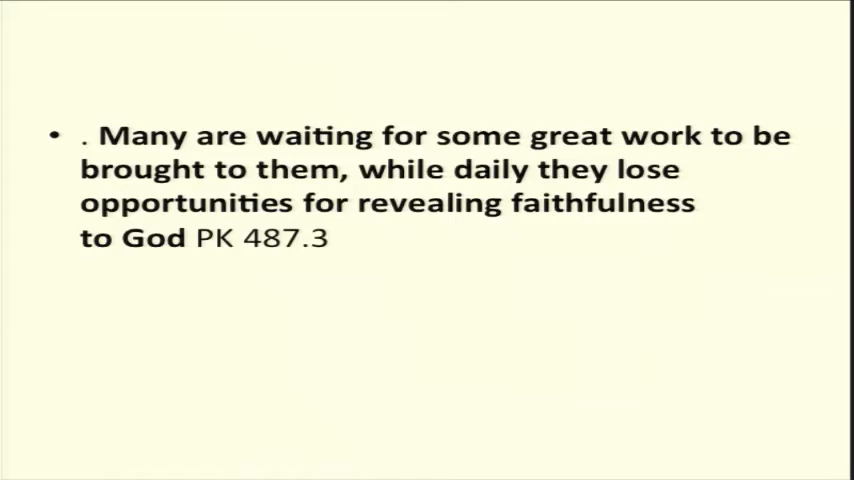 • . Many are waiting for some great work to be
brought to them, while daily they lose
opportunities for revealing faithfulness
to God PK 487.3